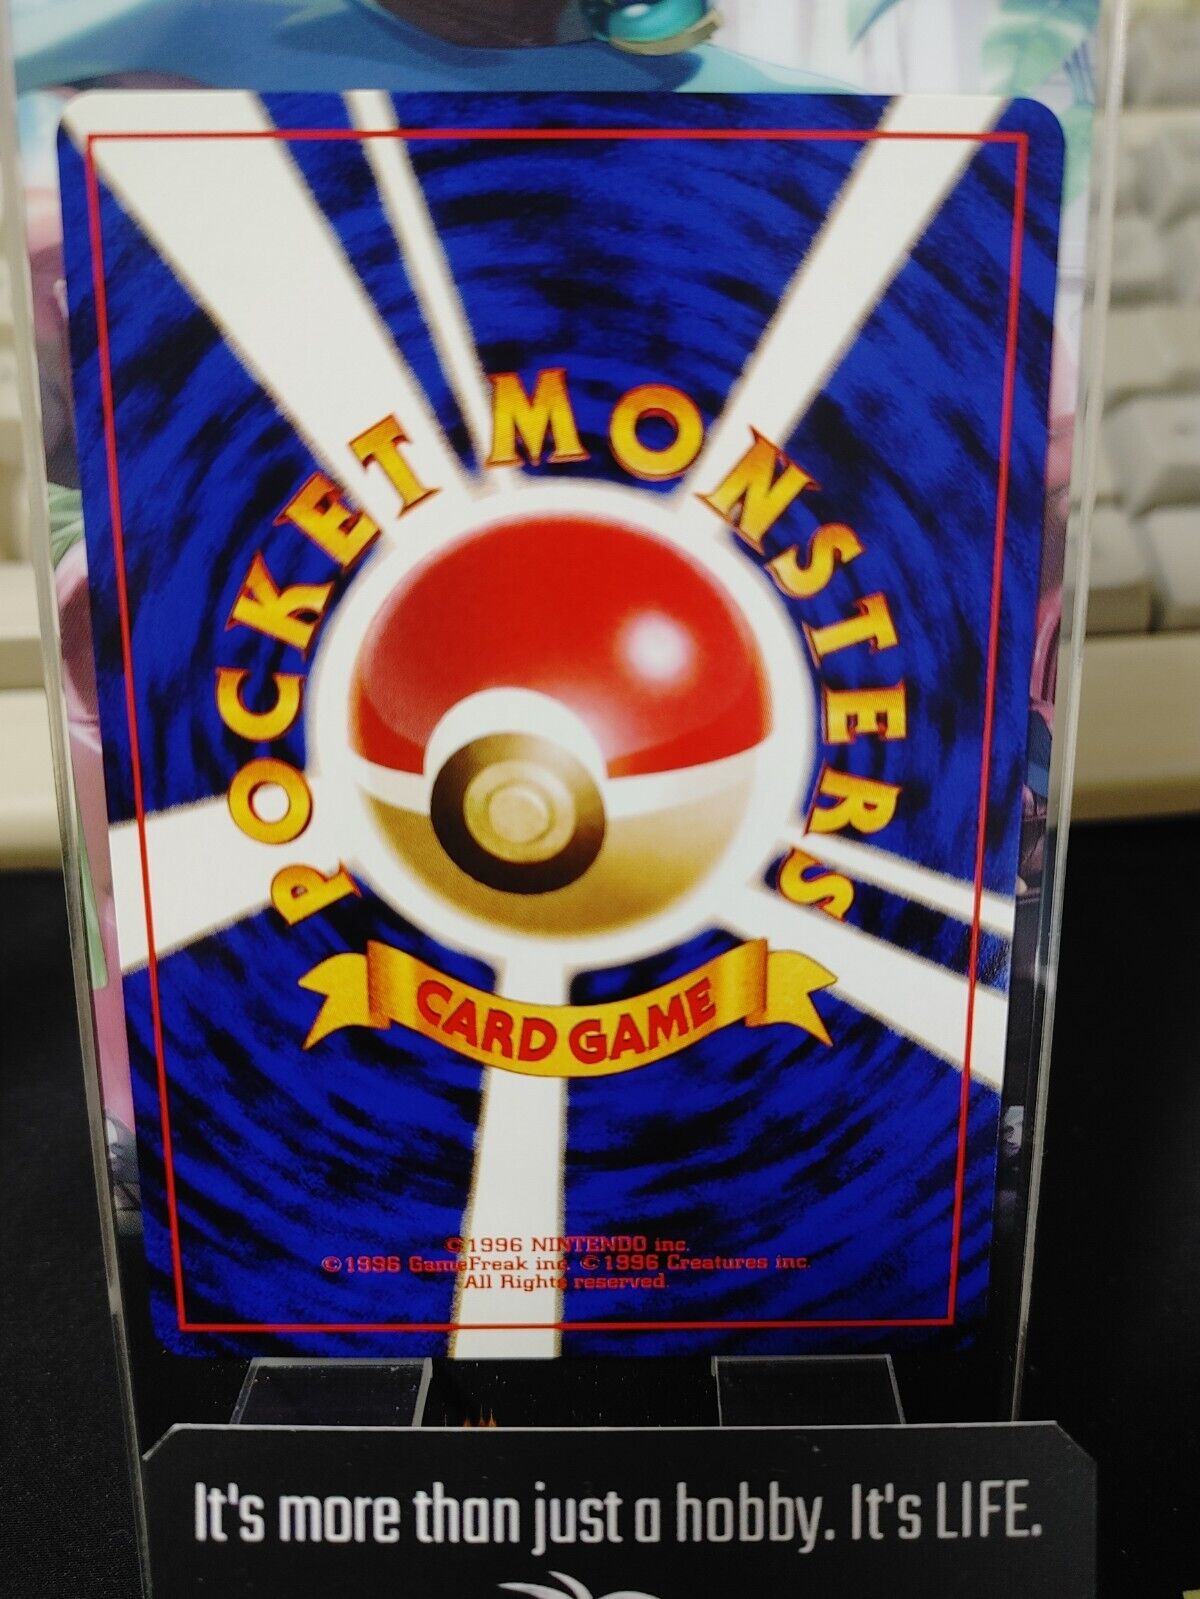 POCKET MONSTERS
CARD GAME
©1996 NINTENDO inc.
©1996 GameFreak inc. ©1996 Creatures inc.
All Rights reserved.
It's more than just a hobby. It's LIFE.